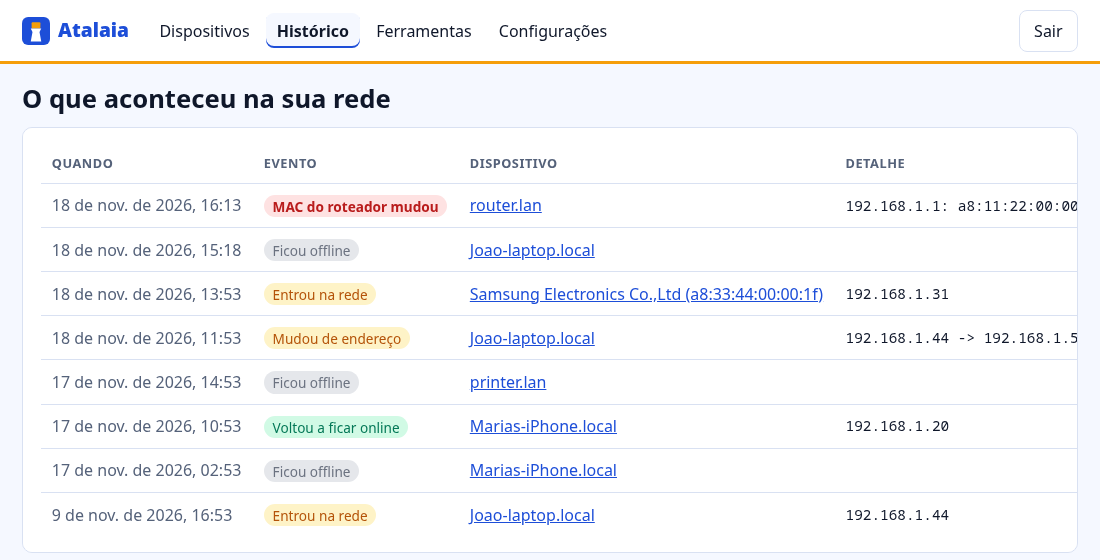 Atalaia Dispositivos Histórico Ferramentas Configurações Sair
O que aconteceu na sua rede
QUANDO EVENTO DISPOSITIVO DETALHE
18 de nov. de 2026, 16:13 MAC do roteador mudou router.lan 192.168.1.1: a8:11:22:00:00
18 de nov. de 2026, 15:18 Ficou offline Joao-laptop.local
18 de nov. de 2026, 13:53 Entrou na rede Samsung Electronics Co.,Ltd (a8:33:44:00:00:1f) 192.168.1.31
18 de nov. de 2026, 11:53 Mudou de endereço Joao-laptop.local 192.168.1.44 -> 192.168.1.5
17 de nov. de 2026, 14:53 Ficou offline printer.lan
17 de nov. de 2026, 10:53 Voltou a ficar online Marias-iPhone.local 192.168.1.20
17 de nov. de 2026, 02:53 Ficou offline Marias-iPhone.local
9 de nov. de 2026, 16:53 Entrou na rede Joao-laptop.local 192.168.1.44